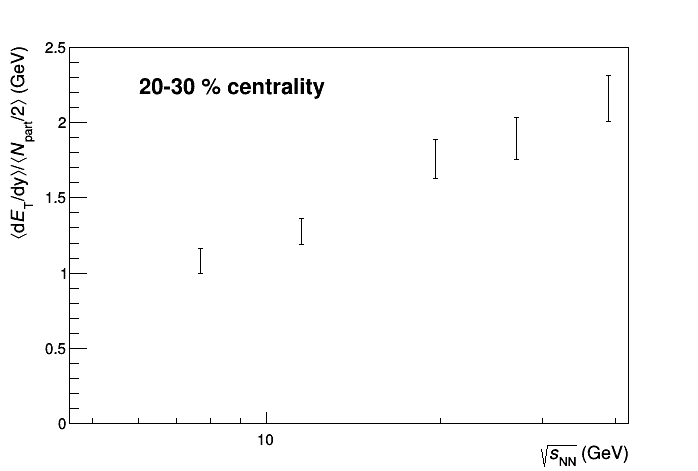 ⟨dE_T/dy⟩/⟨N_part/2⟩ (GeV)
20-30 % centrality
2.5
2
1.5
1
0.5
0
10
√s_NN (GeV)